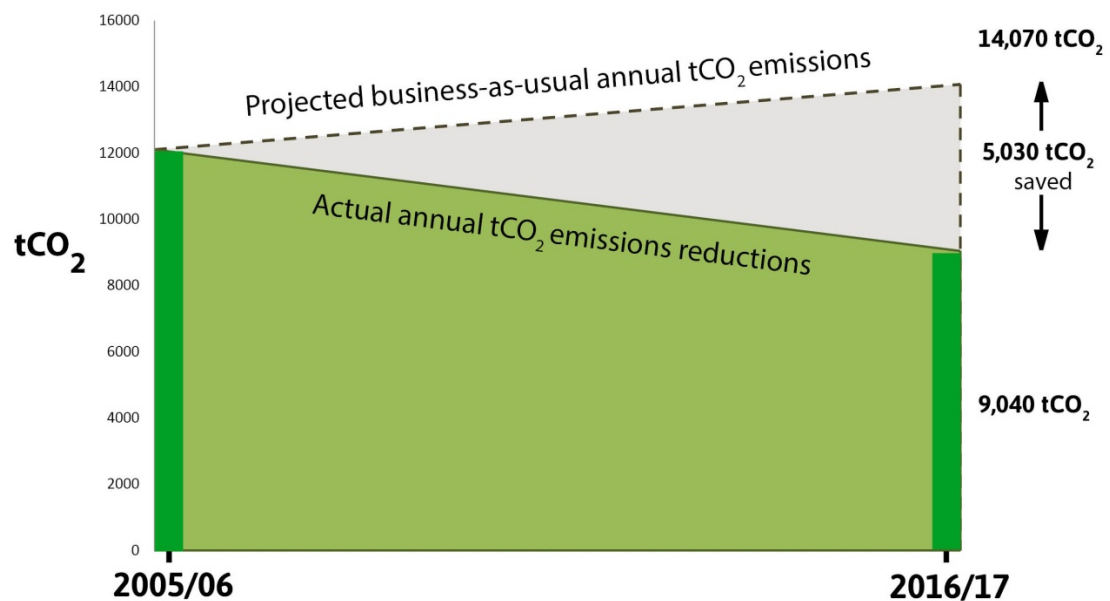 16000
14000
12000
10000
8000
6000
4000
2000
0
tCO₂
Projected business-as-usual annual tCO₂ emissions
Actual annual tCO₂ emissions reductions
14,070 tCO₂
5,030 tCO₂
saved
9,040 tCO₂
2005/06
2016/17